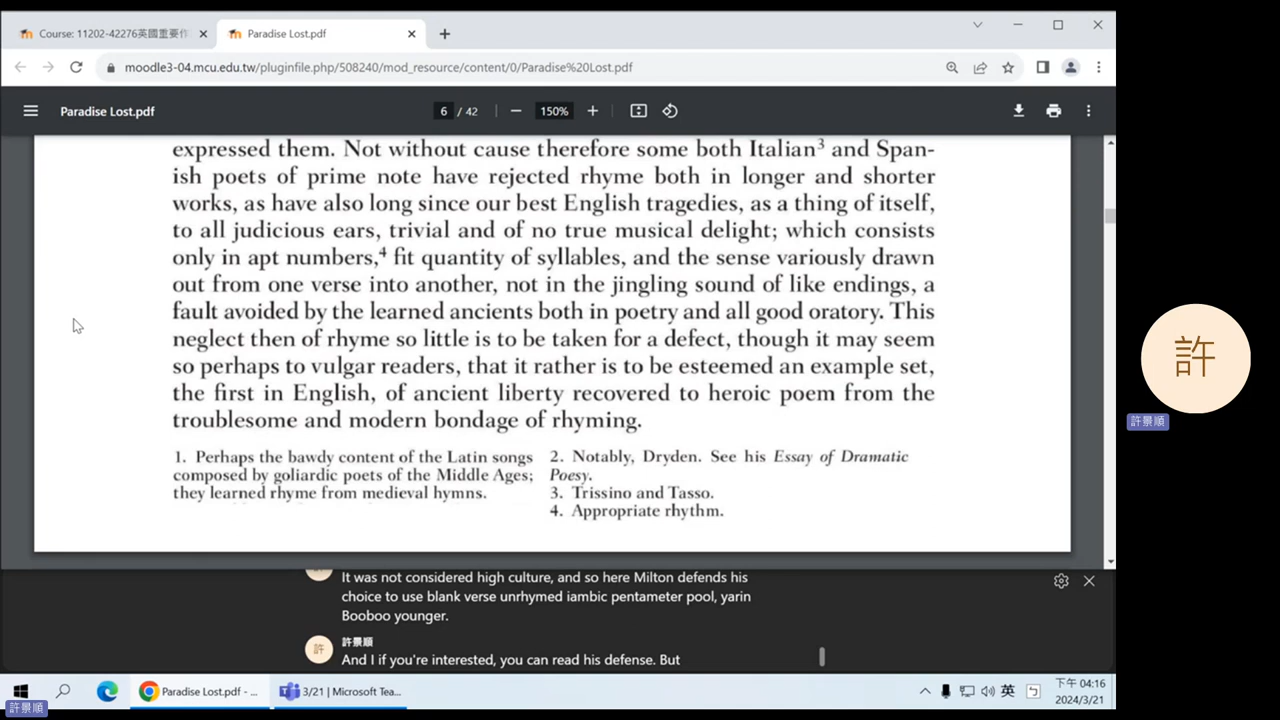 Course: 11202-42276英國重要作
Paradise Lost.pdf
moodle3-04.mcu.edu.tw/pluginfile.php/508240/mod_resource/content/0/Paradise%20Lost.pdf
Paradise Lost.pdf
6 / 42
150%
expressed them. Not without cause therefore some both Italian³ and Span-
ish poets of prime note have rejected rhyme both in longer and shorter
works, as have also long since our best English tragedies, as a thing of itself,
to all judicious ears, trivial and of no true musical delight; which consists
only in apt numbers,⁴ fit quantity of syllables, and the sense variously drawn
out from one verse into another, not in the jingling sound of like endings, a
fault avoided by the learned ancients both in poetry and all good oratory. This
neglect then of rhyme so little is to be taken for a defect, though it may seem
so perhaps to vulgar readers, that it rather is to be esteemed an example set,
the first in English, of ancient liberty recovered to heroic poem from the
troublesome and modern bondage of rhyming.
1. Perhaps the bawdy content of the Latin songs
composed by goliardic poets of the Middle Ages;
they learned rhyme from medieval hymns.
2. Notably, Dryden. See his Essay of Dramatic
Poesy.
3. Trissino and Tasso.
4. Appropriate rhythm.
It was not considered high culture, and so here Milton defends his
choice to use blank verse unrhymed iambic pentameter pool, yarin
Booboo younger.
許
許景順
And I if you're interested, you can read his defense. But
許
許景順
Paradise Lost.pdf - ...
3/21 | Microsoft Tea...
英
下午 04:16
2024/3/21
許景順